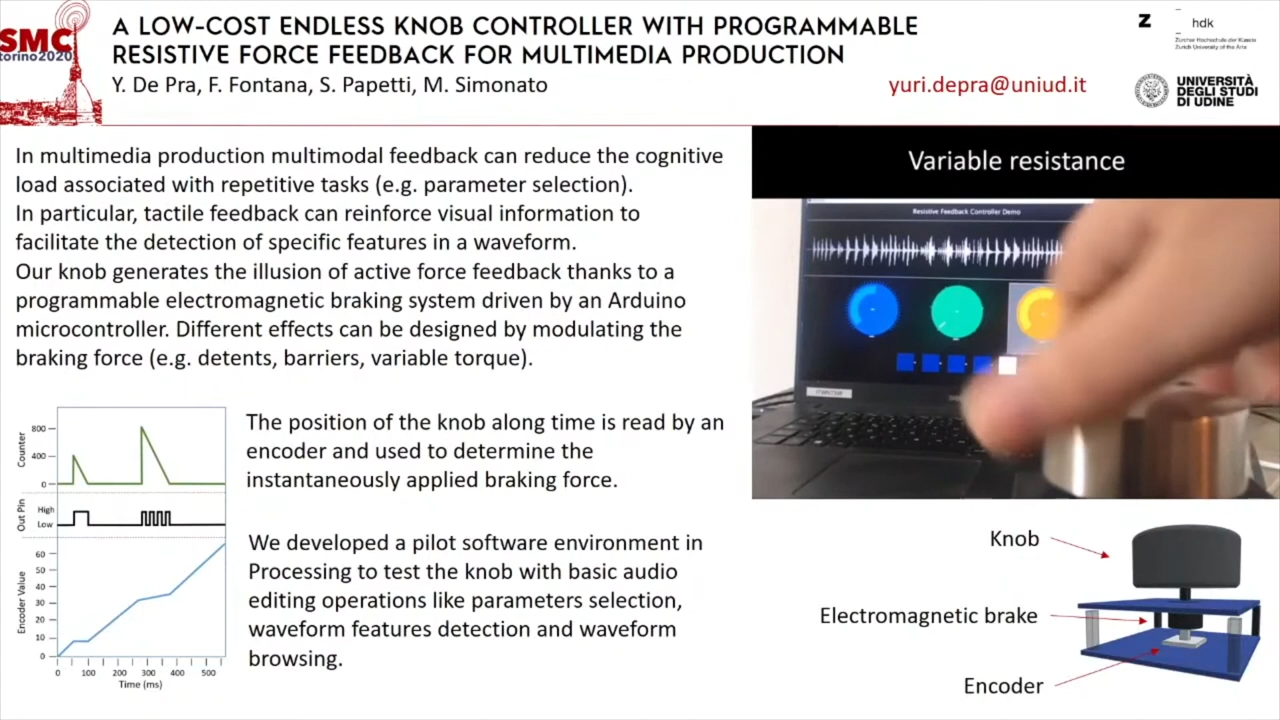 SMC
torino2020
A LOW-COST ENDLESS KNOB CONTROLLER WITH PROGRAMMABLE
RESISTIVE FORCE FEEDBACK FOR MULTIMEDIA PRODUCTION
Y. De Pra, F. Fontana, S. Papetti, M. Simonato
yuri.depra@uniud.it
Z
hdk
Zürcher Hochschule der Künste
Zurich University of the Arts
UNIVERSITÀ
DEGLI STUDI
DI UDINE
In multimedia production multimodal feedback can reduce the cognitive
load associated with repetitive tasks (e.g. parameter selection).
In particular, tactile feedback can reinforce visual information to
facilitate the detection of specific features in a waveform.
Our knob generates the illusion of active force feedback thanks to a
programmable electromagnetic braking system driven by an Arduino
microcontroller. Different effects can be designed by modulating the
braking force (e.g. detents, barriers, variable torque).
Variable resistance
Resistive Feedback Controller Demo
Counter
800
400
0
Out Pin
High
Low
Encoder Value
60
50
40
30
20
10
0
0 100 200 300 400 500
Time (ms)
The position of the knob along time is read by an
encoder and used to determine the
instantaneously applied braking force.
We developed a pilot software environment in
Processing to test the knob with basic audio
editing operations like parameters selection,
waveform features detection and waveform
browsing.
Knob
Electromagnetic brake
Encoder